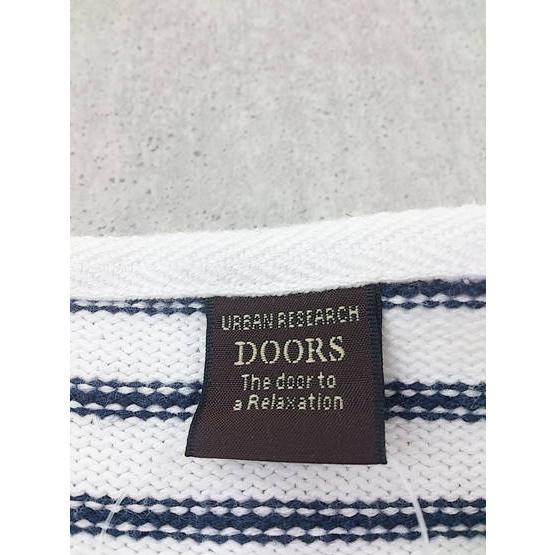 URBAN RESEARCH
DOORS
The door to
a Relaxation